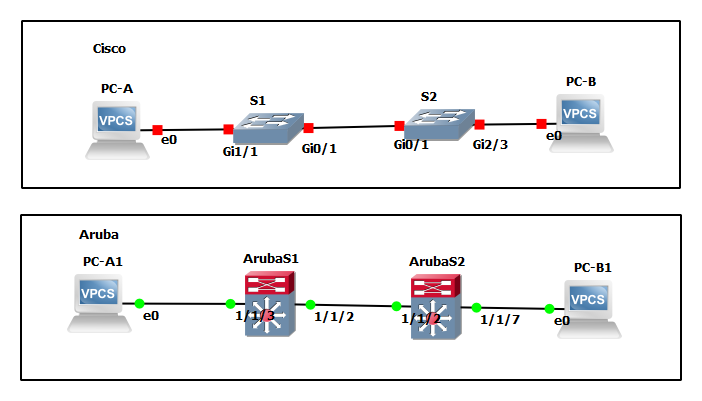 Cisco
PC-A
VPCS
e0
S1
Gi1/1
Gi0/1
S2
Gi0/1
Gi2/3
PC-B
VPCS
e0
Aruba
PC-A1
VPCS
e0
ArubaS1
1/1/3
1/1/2
ArubaS2
1/1/2
1/1/7
PC-B1
VPCS
e0